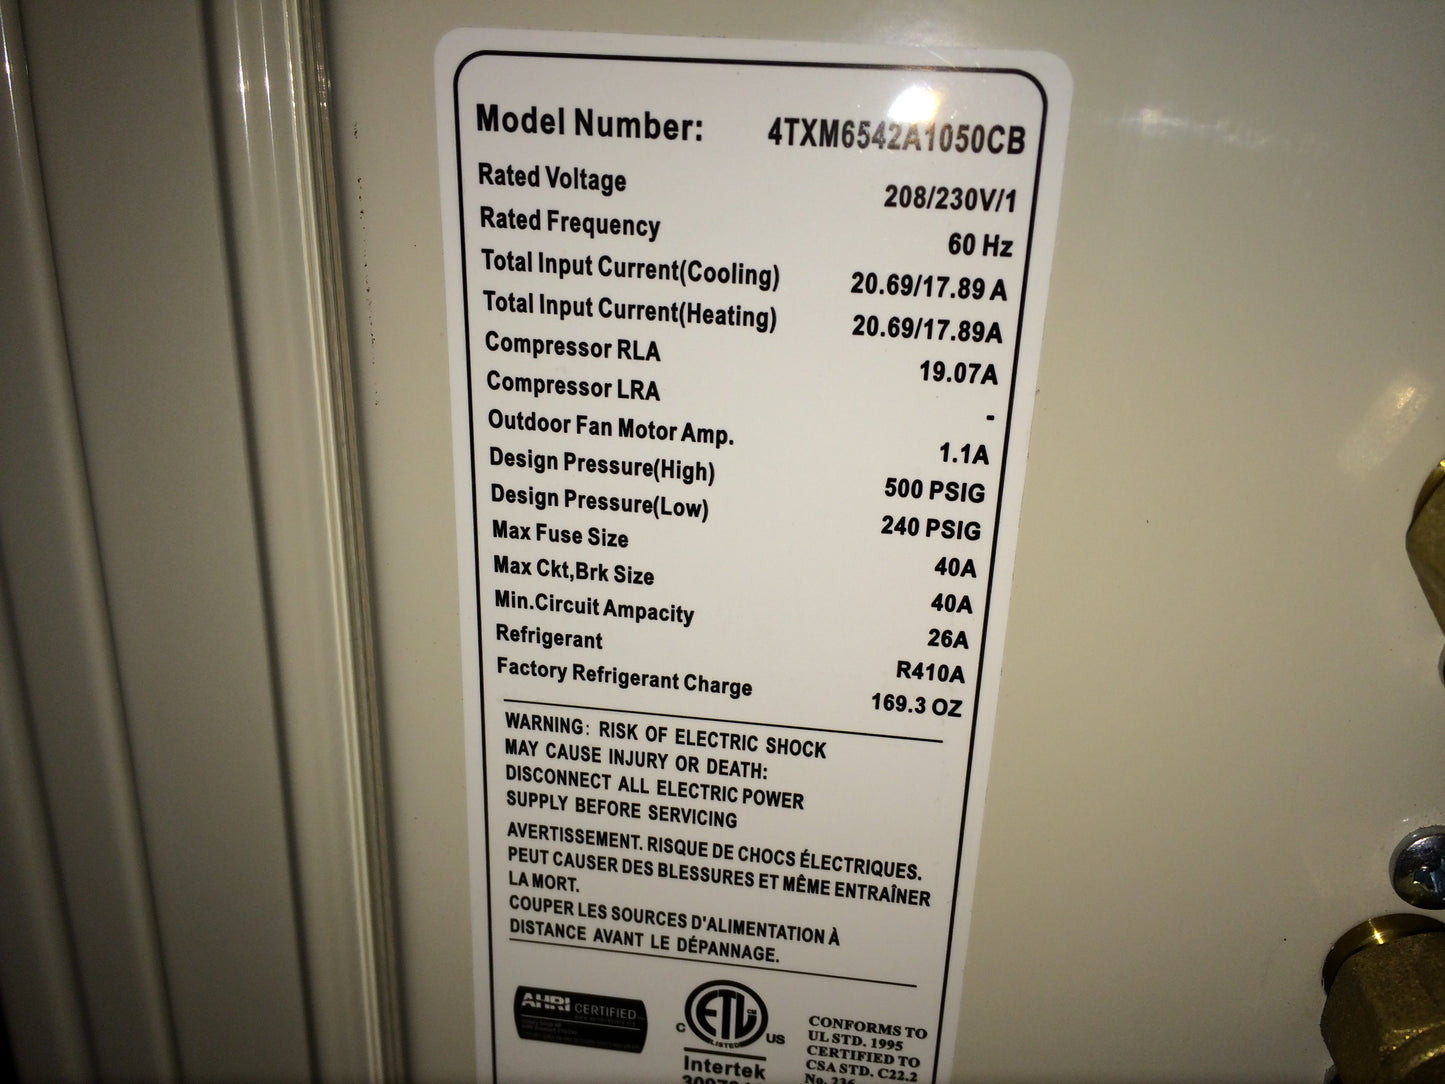 Model Number: 4TXM6542A1050CB
Rated Voltage 208/230V/1
Rated Frequency 60 Hz
Total Input Current(Cooling) 20.69/17.89 A
Total Input Current(Heating) 20.69/17.89A
Compressor RLA 19.07A
Compressor LRA -
Outdoor Fan Motor Amp. 1.1A
Design Pressure(High) 500 PSIG
Design Pressure(Low) 240 PSIG
Max Fuse Size 40A
Max Ckt,Brk Size 40A
Min.Circuit Ampacity 26A
Refrigerant R410A
Factory Refrigerant Charge 169.3 OZ
WARNING: RISK OF ELECTRIC SHOCK
MAY CAUSE INJURY OR DEATH:
DISCONNECT ALL ELECTRIC POWER
SUPPLY BEFORE SERVICING
AVERTISSEMENT. RISQUE DE CHOCS ÉLECTRIQUES.
PEUT CAUSER DES BLESSURES ET MÊME ENTRAÎNER
LA MORT.
COUPER LES SOURCES D'ALIMENTATION À
DISTANCE AVANT LE DÉPANNAGE.
AHRI CERTIFIED
C ETL US
LISTED
Intertek
CONFORMS TO
UL STD. 1995
CERTIFIED TO
CSA STD. C22.2
No. 236